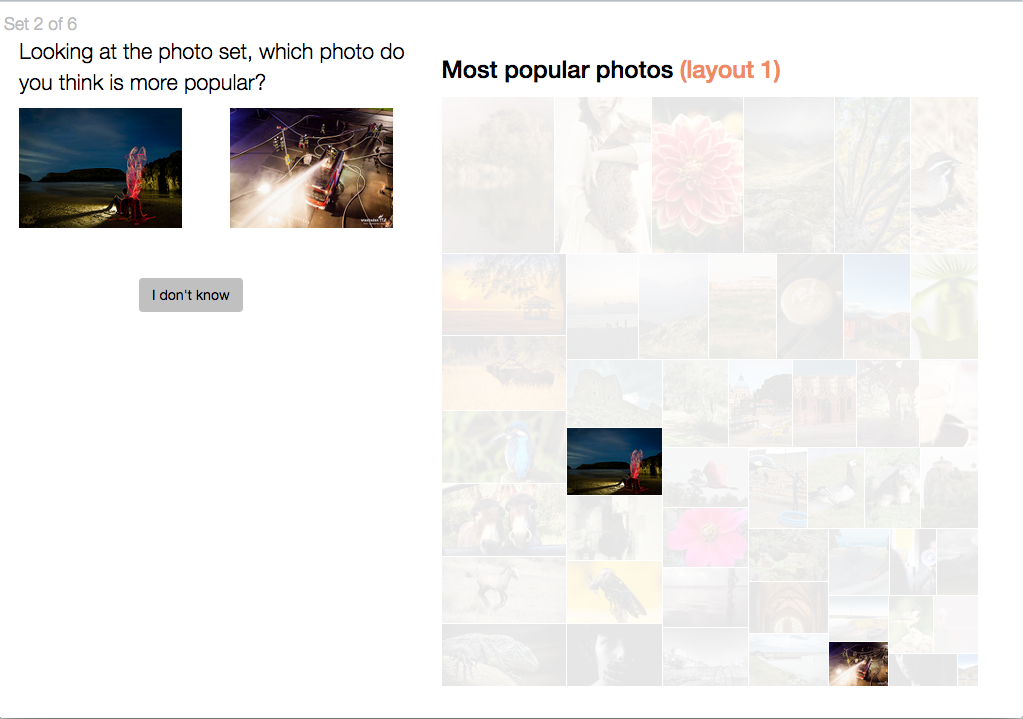 Set 2 of 6
Looking at the photo set, which photo do
you think is more popular?
I don't know
Most popular photos (layout 1)